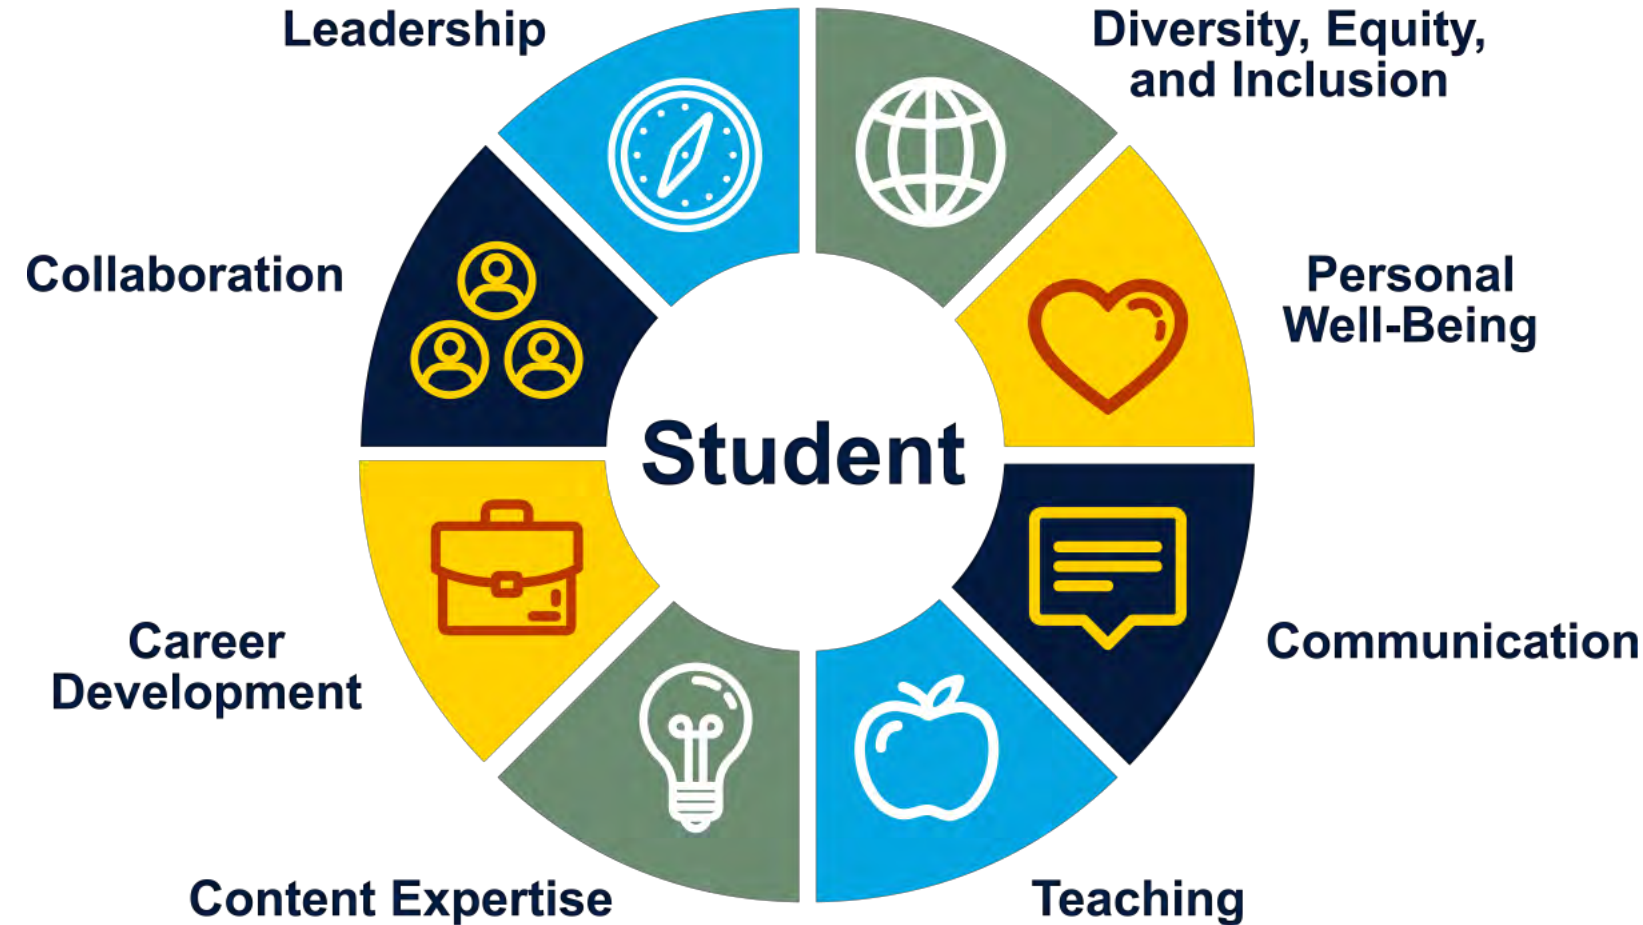 Leadership
Diversity, Equity,
and Inclusion
Collaboration
Personal
Well-Being
Student
Career
Development
Communication
Content Expertise
Teaching